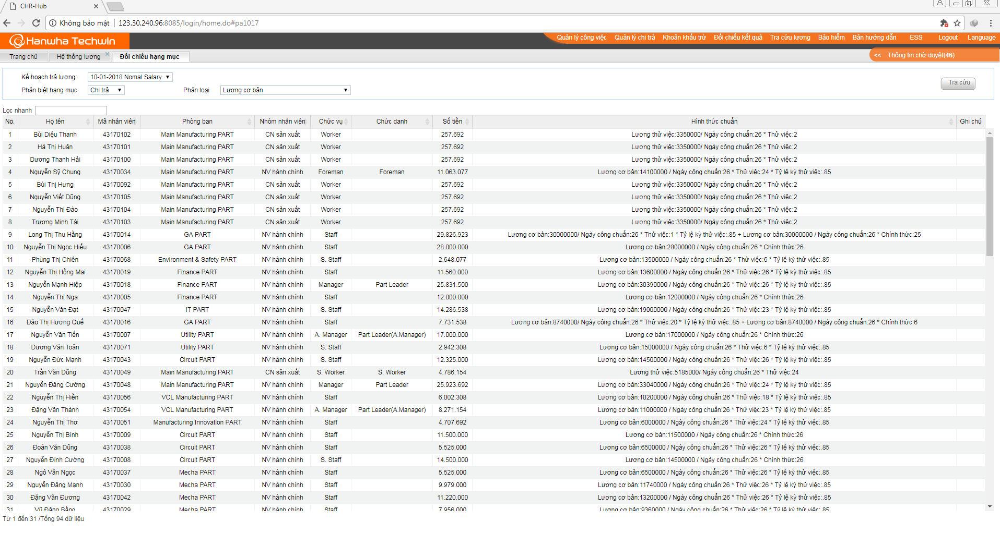 CHR-Hub
Không bảo mật 123.30.240.96:8085/login/home.do#pa1017
Hanwha Techwin Quản lý công việc Quản lý chi trả Khoản khấu trừ Đối chiếu kết quả Tra cứu lương Bảo hiểm Bản hướng dẫn ESS Logout Language
Trang chủ Hệ thống lương Đối chiếu hạng mục << Thông tin chờ duyệt(46)
Kế hoạch trả lương: 10-01-2018 Nomal Salary
Phân biệt hạng mục Chi trả Phân loại Lương cơ bản Tra cứu
Lọc nhanh
No. Họ tên Mã nhân viên Phòng ban Nhóm nhân viên Chức vụ Chức danh Số tiền Hình thức chuẩn Ghi chú
1 Bùi Diệu Thanh 43170102 Main Manufacturing PART CN sản xuất Worker 257.692 Lương thử việc:3350000/ Ngày công chuẩn:26 * Thử việc:2
2 Hà Thị Huân 43170101 Main Manufacturing PART CN sản xuất Worker 257.692 Lương thử việc:3350000/ Ngày công chuẩn:26 * Thử việc:2
3 Dương Thanh Hải 43170100 Main Manufacturing PART CN sản xuất Worker 257.692 Lương thử việc:3350000/ Ngày công chuẩn:26 * Thử việc:2
4 Nguyễn Sỹ Chung 43170034 Main Manufacturing PART NV hành chính Foreman Foreman 11.063.077 Lương cơ bản:14100000 / Ngày công chuẩn:26 * Thử việc:24 * Tỷ lệ kỳ thử việc:.85
5 Bùi Thị Hưng 43170092 Main Manufacturing PART CN sản xuất Worker 257.692 Lương thử việc:3350000/ Ngày công chuẩn:26 * Thử việc:2
6 Nguyễn Viết Dũng 43170105 Main Manufacturing PART CN sản xuất Worker 257.692 Lương thử việc:3350000/ Ngày công chuẩn:26 * Thử việc:2
7 Nguyễn Thị Đào 43170104 Main Manufacturing PART CN sản xuất Worker 257.692 Lương thử việc:3350000/ Ngày công chuẩn:26 * Thử việc:2
8 Trương Minh Tài 43170103 Main Manufacturing PART CN sản xuất Worker 257.692 Lương thử việc:3350000/ Ngày công chuẩn:26 * Thử việc:2
9 Long Thị Thu Hằng 43170014 GA PART NV hành chính Staff 29.826.923 Lương cơ bản:30000000/ Ngày công chuẩn:26 * Thử việc:1 * Tỷ lệ kỳ thử việc:.85 + Lương cơ bản:30000000 / Ngày công chuẩn:26 * Chính thức:25
10 Nguyễn Thị Ngọc Hiếu 43170006 GA PART NV hành chính Staff 28.000.000 Lương cơ bản:28000000 / Ngày công chuẩn:26 * Chính thức:26
11 Phùng Thị Chiên 43170068 Environment & Safety PART NV hành chính S. Staff 2.648.077 Lương cơ bản:13500000 / Ngày công chuẩn:26 * Thử việc:6 * Tỷ lệ kỳ thử việc:.85
12 Nguyễn Thị Hồng Mai 43170019 Finance PART NV hành chính Staff 11.560.000 Lương cơ bản:13600000 / Ngày công chuẩn:26 * Thử việc:26 * Tỷ lệ kỳ thử việc:.85
13 Nguyễn Mạnh Hiệp 43170018 Finance PART NV hành chính Manager Part Leader 25.831.500 Lương cơ bản:30390000 / Ngày công chuẩn:26 * Thử việc:26 * Tỷ lệ kỳ thử việc:.85
14 Nguyễn Thị Nga 43170005 Finance PART NV hành chính Staff 12.000.000 Lương cơ bản:12000000 / Ngày công chuẩn:26 * Chính thức:26
15 Nguyễn Văn Đạt 43170047 IT PART NV hành chính S. Staff 14.286.538 Lương cơ bản:19000000 / Ngày công chuẩn:26 * Thử việc:23 * Tỷ lệ kỳ thử việc:.85
16 Đào Thị Hương Quế 43170016 GA PART NV hành chính Staff 7.731.538 Lương cơ bản:8740000/ Ngày công chuẩn:26 * Thử việc:20 * Tỷ lệ kỳ thử việc:.85 + Lương cơ bản:8740000 / Ngày công chuẩn:26 * Chính thức:6
17 Nguyễn Văn Tiến 43170007 Utility PART NV hành chính A. Manager Part Leader(A.Manager) 17.000.000 Lương cơ bản:17000000 / Ngày công chuẩn:26 * Chính thức:26
18 Dương Văn Toản 43170071 Utility PART NV hành chính S. Staff 2.942.308 Lương cơ bản:15000000 / Ngày công chuẩn:26 * Thử việc:6 * Tỷ lệ kỳ thử việc:.85
19 Nguyễn Đức Mạnh 43170043 Circuit PART NV hành chính S. Staff 12.325.000 Lương cơ bản:14500000 / Ngày công chuẩn:26 * Thử việc:26 * Tỷ lệ kỳ thử việc:.85
20 Trần Văn Dũng 43170049 Main Manufacturing PART CN sản xuất S. Worker S. Worker 4.786.154 Lương thử việc:5185000/ Ngày công chuẩn:26 * Thử việc:24
21 Nguyễn Đăng Cường 43170048 Main Manufacturing PART NV hành chính Manager Part Leader 25.923.692 Lương cơ bản:33040000 / Ngày công chuẩn:26 * Thử việc:24 * Tỷ lệ kỳ thử việc:.85
22 Nguyễn Thị Hiền 43170056 VCL Manufacturing PART NV hành chính Staff 6.002.308 Lương cơ bản:10200000 / Ngày công chuẩn:26 * Thử việc:18 * Tỷ lệ kỳ thử việc:.85
23 Đặng Văn Thành 43170054 VCL Manufacturing PART NV hành chính A. Manager Part Leader(A.Manager) 8.271.154 Lương cơ bản:11000000 / Ngày công chuẩn:26 * Thử việc:23 * Tỷ lệ kỳ thử việc:.85
24 Nguyễn Thị Thơ 43170051 Manufacturing Innovation PART NV hành chính Staff 4.707.692 Lương cơ bản:6000000 / Ngày công chuẩn:26 * Thử việc:24 * Tỷ lệ kỳ thử việc:.85
25 Nguyễn Thị Bình 43170009 Circuit PART NV hành chính Staff 11.500.000 Lương cơ bản:11500000 / Ngày công chuẩn:26 * Chính thức:26
26 Đoàn Văn Dũng 43170038 Circuit PART NV hành chính Staff 5.525.000 Lương cơ bản:6500000 / Ngày công chuẩn:26 * Thử việc:26 * Tỷ lệ kỳ thử việc:.85
27 Nguyễn Đình Cường 43170008 Circuit PART NV hành chính S. Staff 14.500.000 Lương cơ bản:14500000 / Ngày công chuẩn:26 * Chính thức:26
28 Ngô Văn Ngọc 43170037 Mecha PART NV hành chính Staff 5.525.000 Lương cơ bản:6500000 / Ngày công chuẩn:26 * Thử việc:26 * Tỷ lệ kỳ thử việc:.85
29 Nguyễn Đăng Mạnh 43170030 Mecha PART NV hành chính Staff 9.979.000 Lương cơ bản:11740000 / Ngày công chuẩn:26 * Thử việc:26 * Tỷ lệ kỳ thử việc:.85
30 Đặng Văn Đương 43170042 Mecha PART NV hành chính Staff 11.220.000 Lương cơ bản:13200000 / Ngày công chuẩn:26 * Thử việc:26 * Tỷ lệ kỳ thử việc:.85
31 Vũ Đăng Bằng 43170029 Mecha PART NV hành chính Staff 7.956.000 Lương cơ bản:9360000 / Ngày công chuẩn:26 * Thử việc:26 * Tỷ lệ kỳ thử việc:.85
Từ 1 đến 31 /Tổng 94 dữ liệu